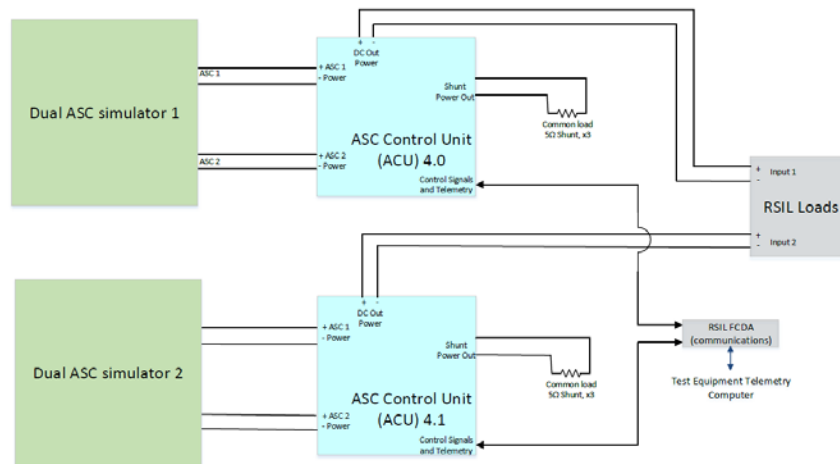 Dual ASC simulator 1
ASC 1
ASC 2
+ -
DC Out
Power
+ ASC 1
- Power
Shunt
Power Out
ASC Control Unit
(ACU) 4.0
+ ASC 2
- Power
Control Signals
and Telemetry
Common load
5Ω Shunt, x3
+ Input 1
-
RSIL Loads
+ Input 2
-
Dual ASC simulator 2
+ -
DC Out
Power
+ ASC 1
- Power
Shunt
Power Out
ASC Control Unit
(ACU) 4.1
+ ASC 2
- Power
Control Signals
and Telemetry
Common load
5Ω Shunt, x3
RSIL FCDA
(communications)
Test Equipment Telemetry
Computer